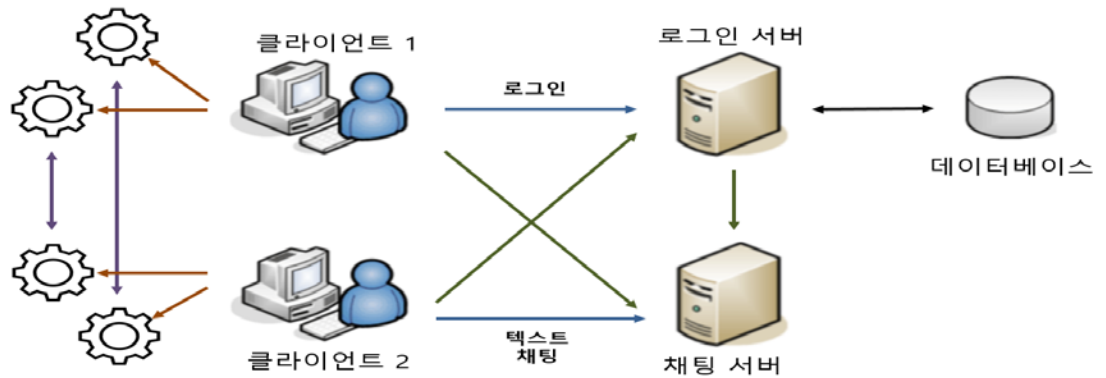 클라이언트 1
로그인 서버
로그인
데이터베이스
텍스트
채팅
클라이언트 2
채팅 서버